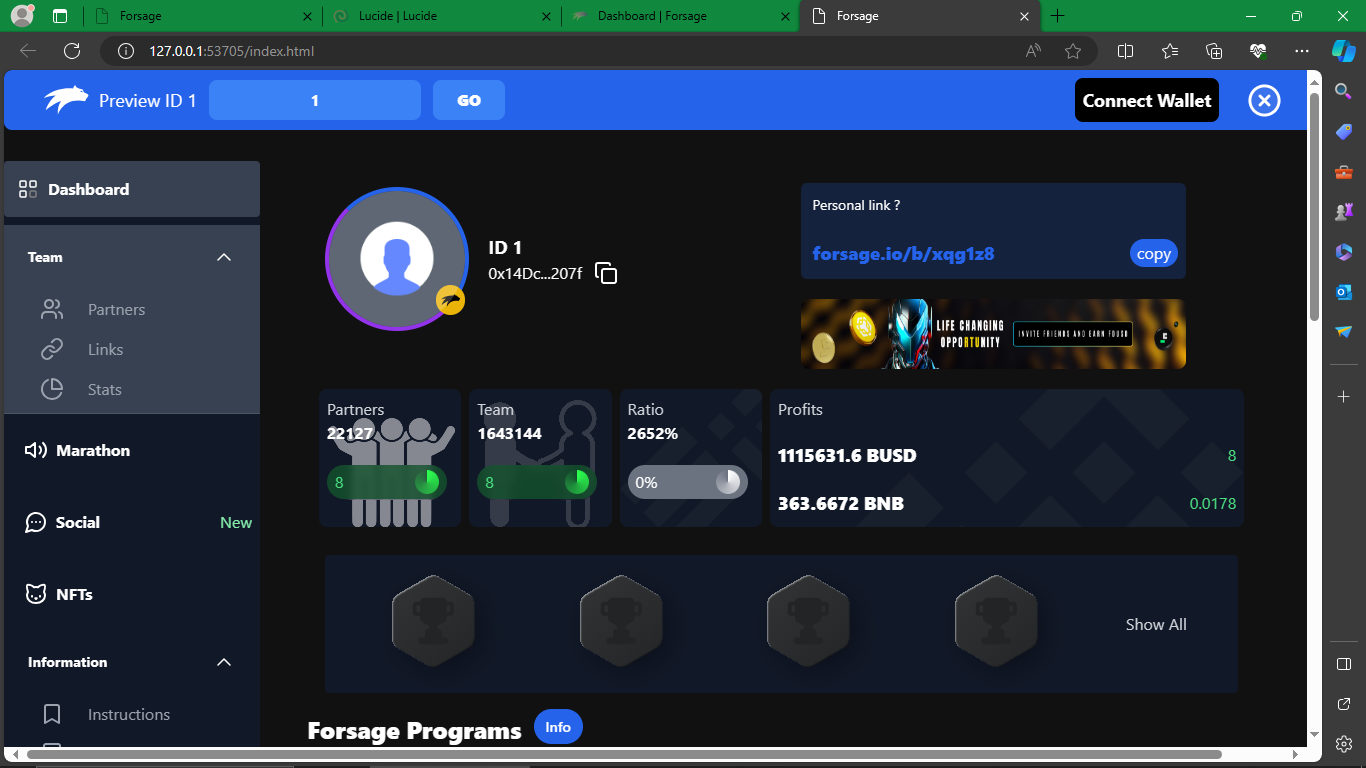 Forsage
Lucide | Lucide
Dashboard | Forsage
Forsage
127.0.0.1:53705/index.html
Preview ID 1
1
GO
Connect Wallet
Dashboard
Team
Partners
Links
Stats
Marathon
Social New
NFTs
Information
Instructions
ID 1
0x14Dc...207f
Personal link ?
forsage.io/b/xqg1z8
copy
LIFE CHANGING
OPPORTUNITY
INVITE FRIENDS AND EARN FOUSD
Partners
22127
8
Team
1643144
8
Ratio
2652%
0%
Profits
1115631.6 BUSD 8
363.6672 BNB 0.0178
Show All
Forsage Programs
Info